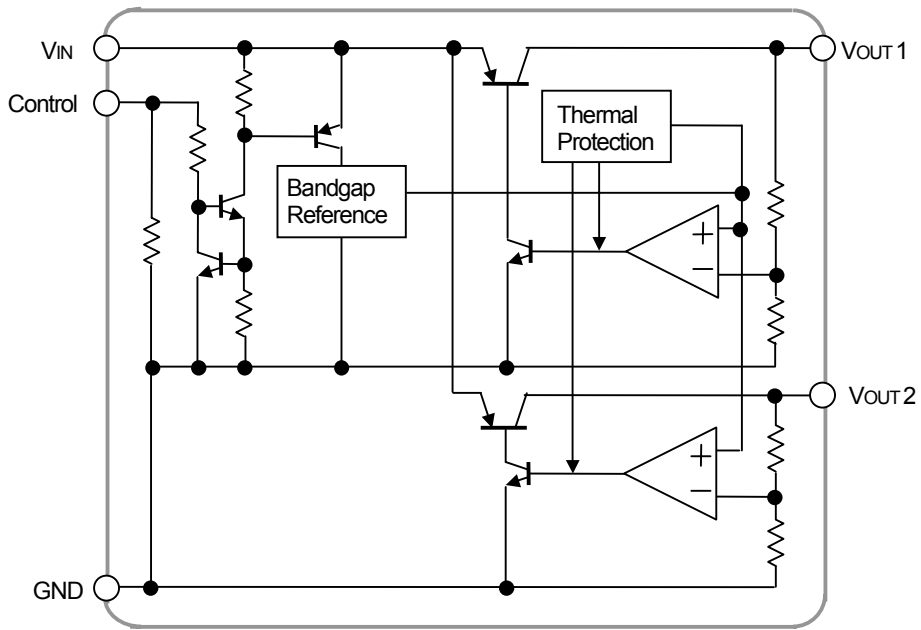 VIN
VOUT 1
Control
Thermal
Protection
Bandgap
Reference
+
−
VOUT 2
+
−
GND